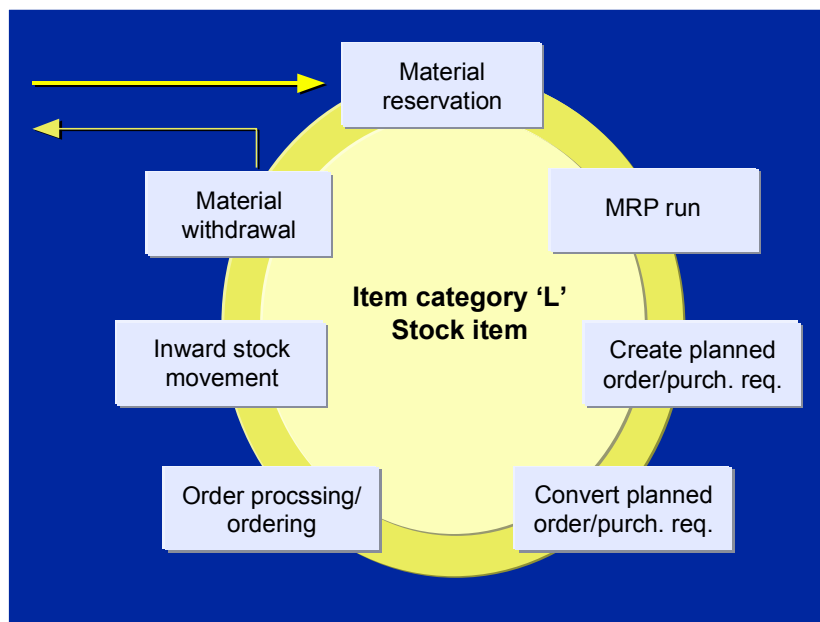 Material
reservation
MRP run
Create planned
order/purch. req.
Convert planned
order/purch. req.
Order procssing/
ordering
Inward stock
movement
Material
withdrawal
Item category ‘L’
Stock item